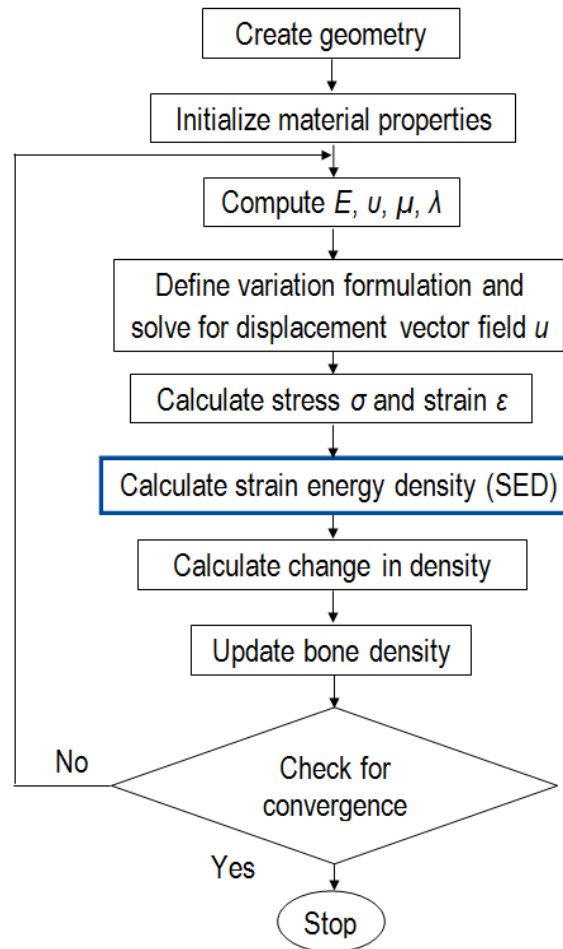 Create geometry
Initialize material properties
Compute E, υ, μ, λ
Define variation formulation and
solve for displacement vector field u
Calculate stress σ and strain ε
Calculate strain energy density (SED)
Calculate change in density
Update bone density
No
Check for
convergence
Yes
Stop